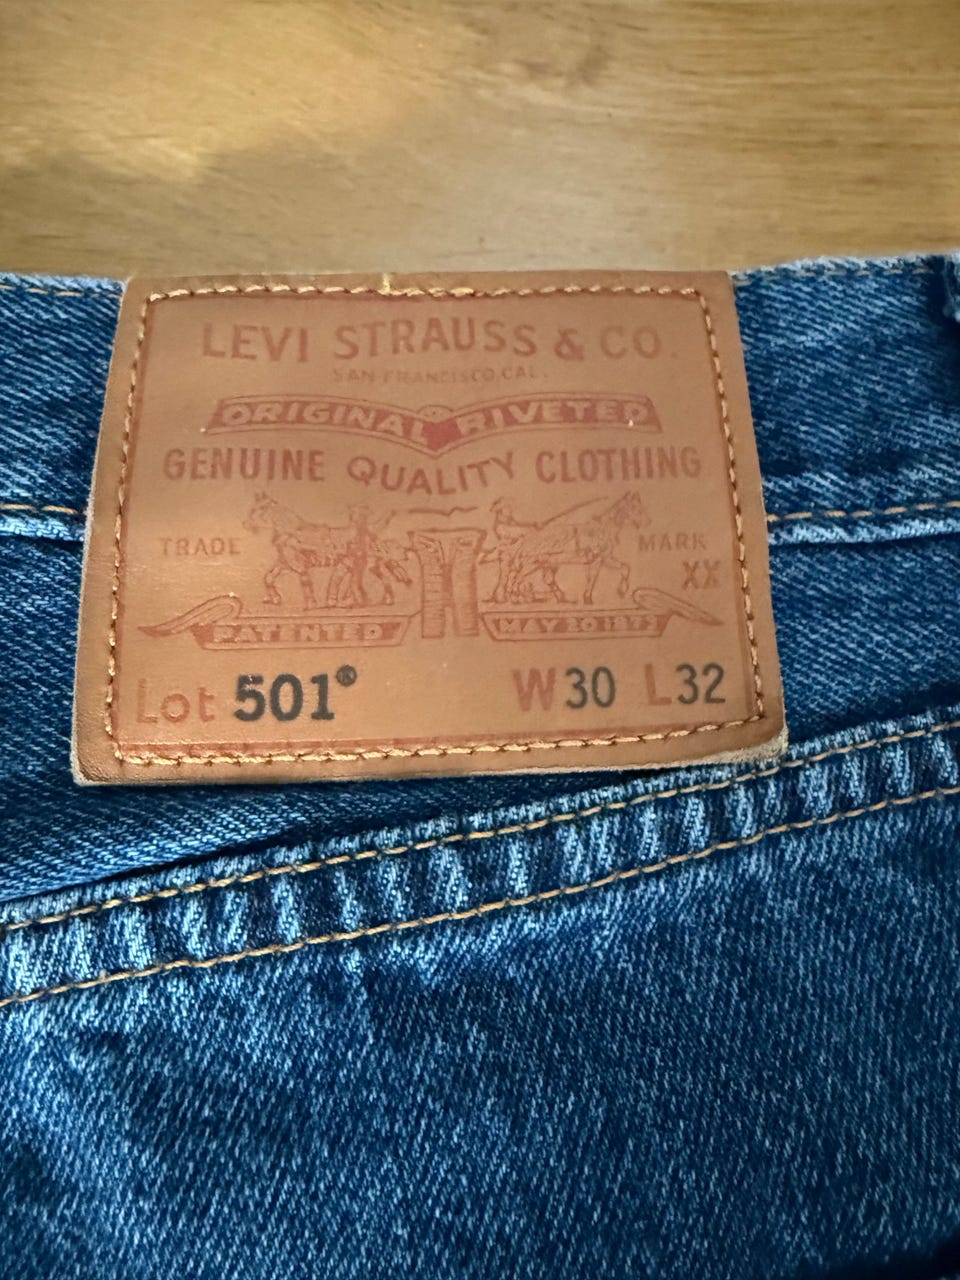 LEVI STRAUSS & CO.
SAN FRANCISCO, CAL.
ORIGINAL RIVETED
GENUINE QUALITY CLOTHING
TRADE MARK
XX
PATENTED MAY 20 1873
Lot 501® W30 L32